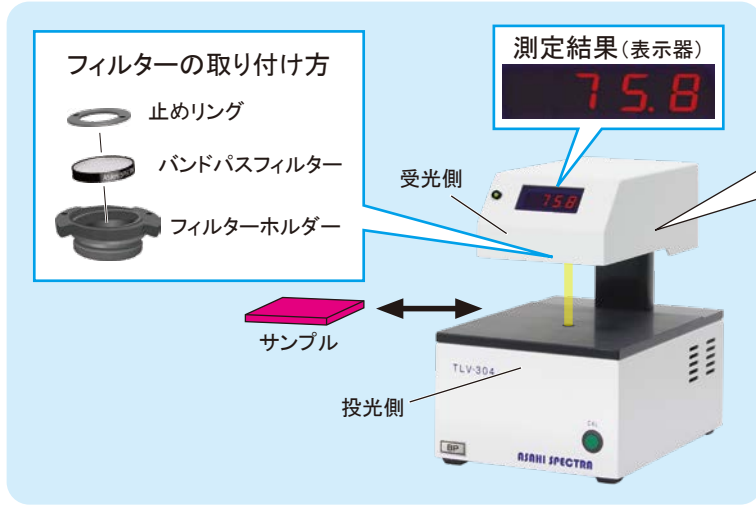 フィルターの取り付け方
止めリング
バンドパスフィルター
フィルターホルダー
測定結果(表示器)
75.8
受光側
75.8
サンプル
投光側
TLV-304
CAL
BP
ASAHI SPECTRA